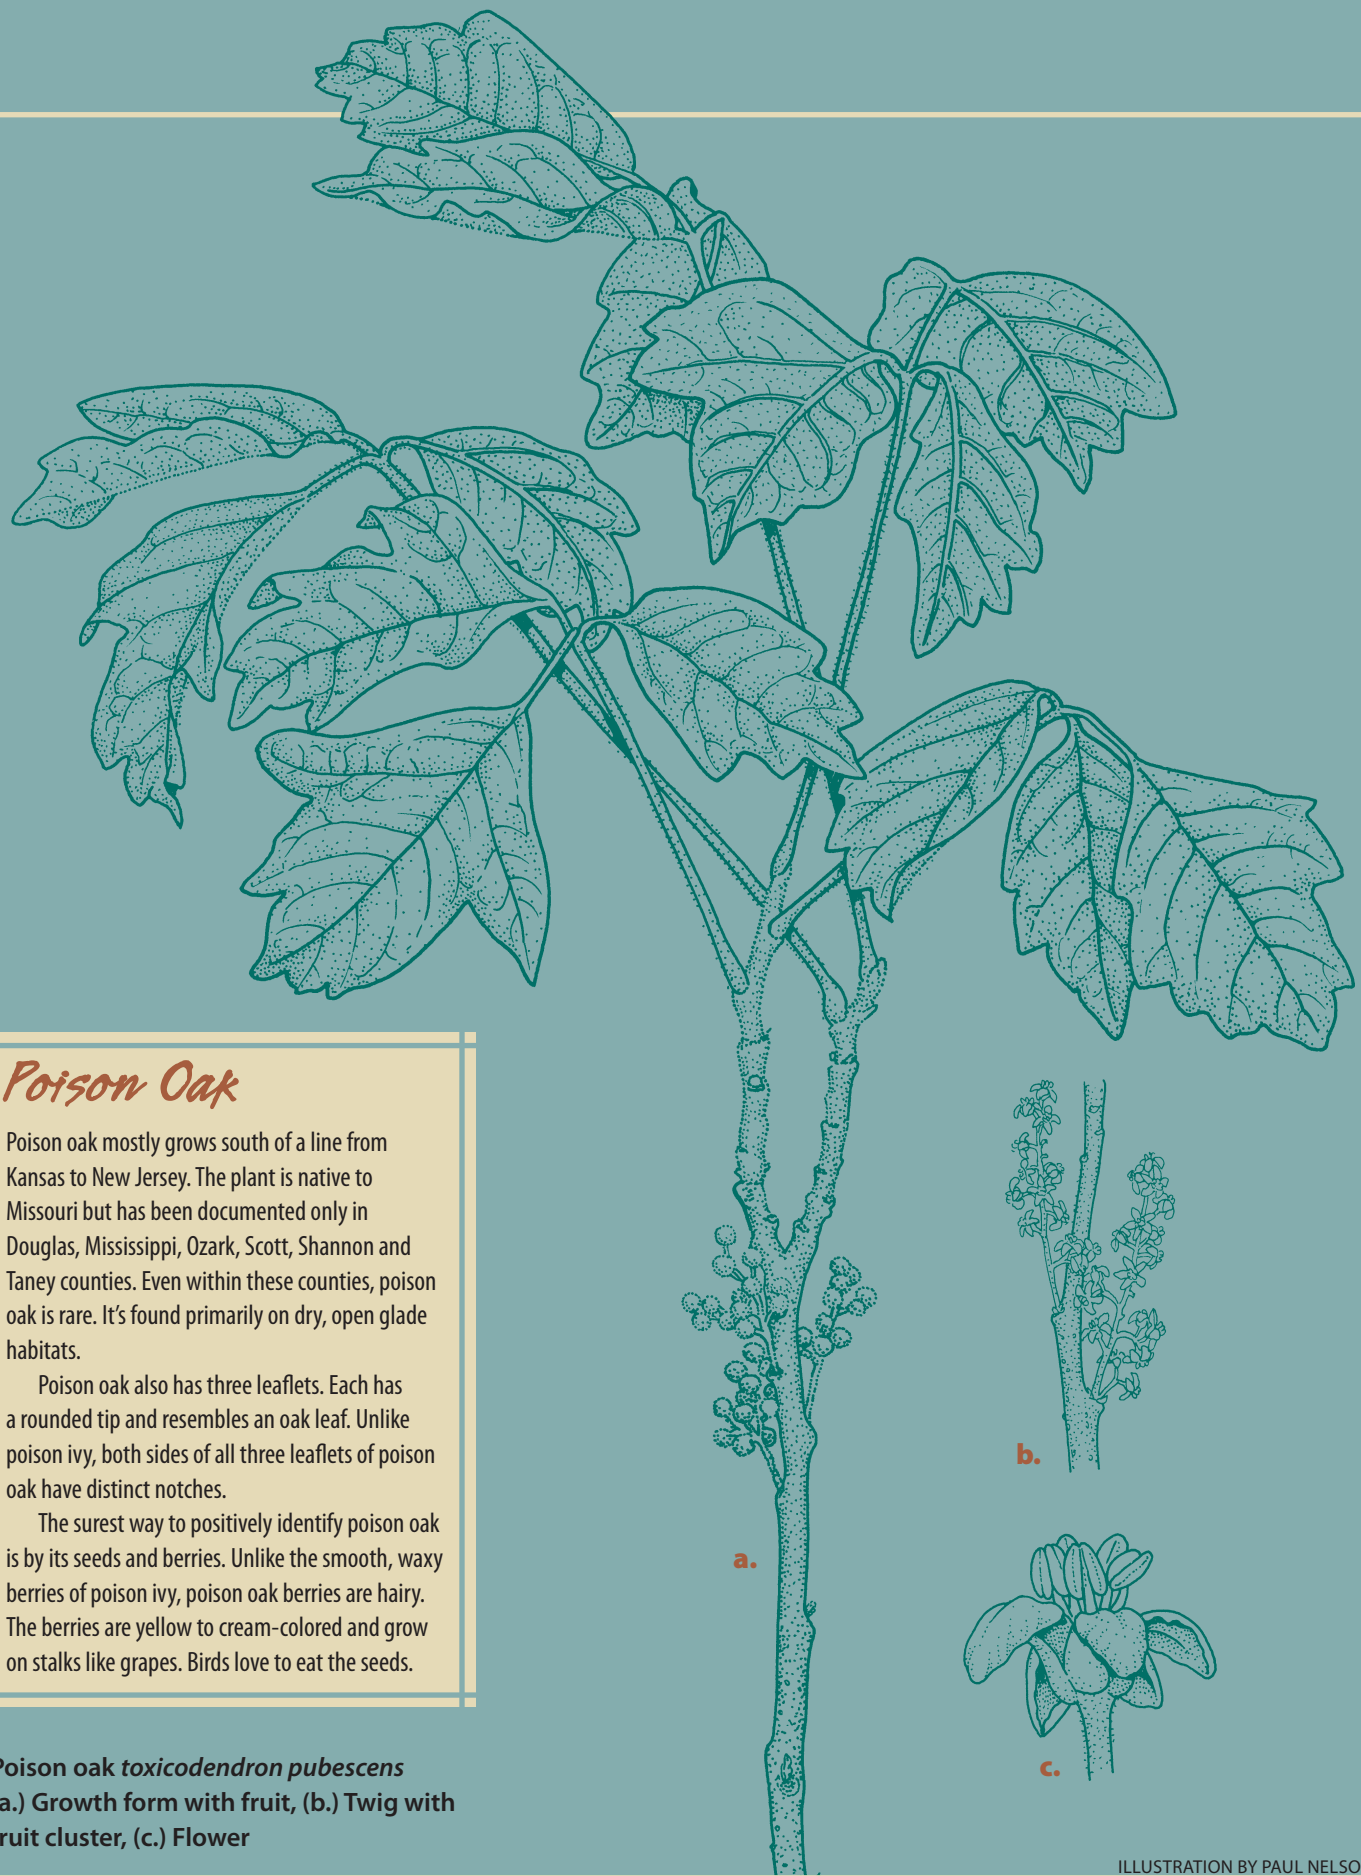 Poison Oak
Poison oak mostly grows south of a line from
Kansas to New Jersey. The plant is native to
Missouri but has been documented only in
Douglas, Mississippi, Ozark, Scott, Shannon and
Taney counties. Even within these counties, poison
oak is rare. It’s found primarily on dry, open glade
habitats.
Poison oak also has three leaflets. Each has
a rounded tip and resembles an oak leaf. Unlike
poison ivy, both sides of all three leaflets of poison
oak have distinct notches.
The surest way to positively identify poison oak
is by its seeds and berries. Unlike the smooth, waxy
berries of poison ivy, poison oak berries are hairy.
The berries are yellow to cream-colored and grow
on stalks like grapes. Birds love to eat the seeds.
Poison oak toxicodendron pubescens
a.) Growth form with fruit, (b.) Twig with
ruit cluster, (c.) Flower
a.
b.
c.
ILLUSTRATION BY PAUL NELSO